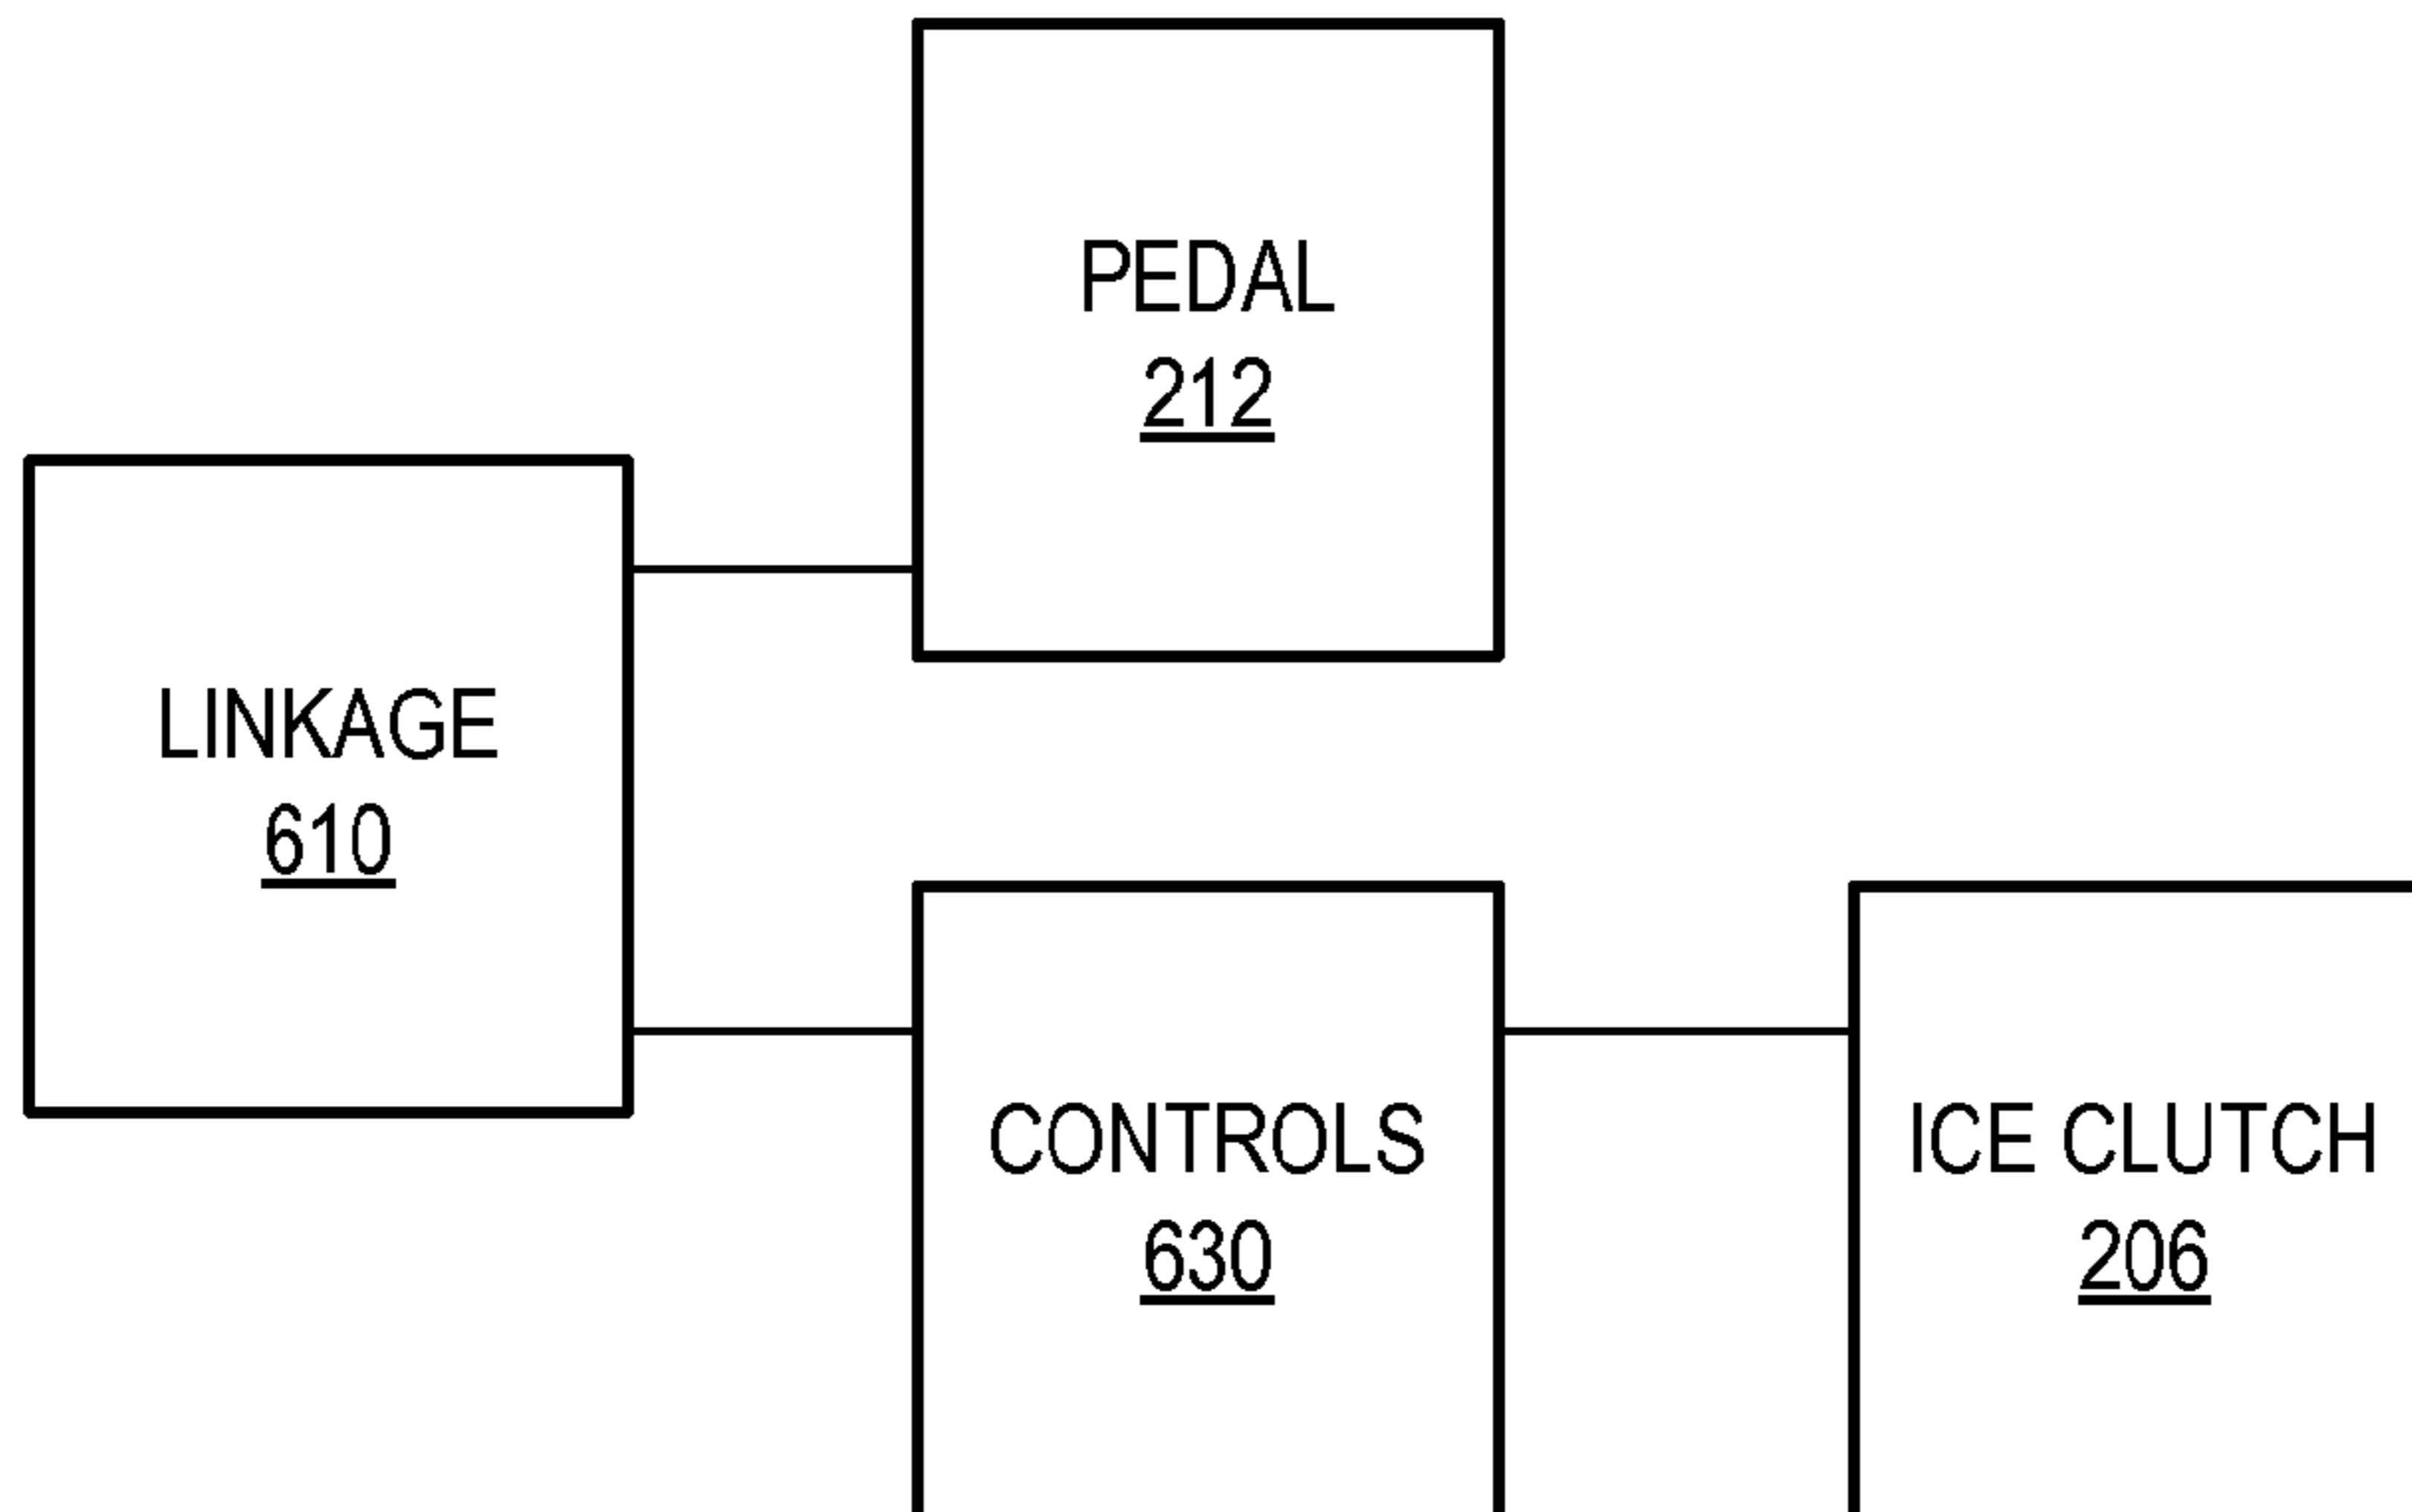 PEDAL
212
LINKAGE
610
CONTROLS
630
ICE CLUTCH
206